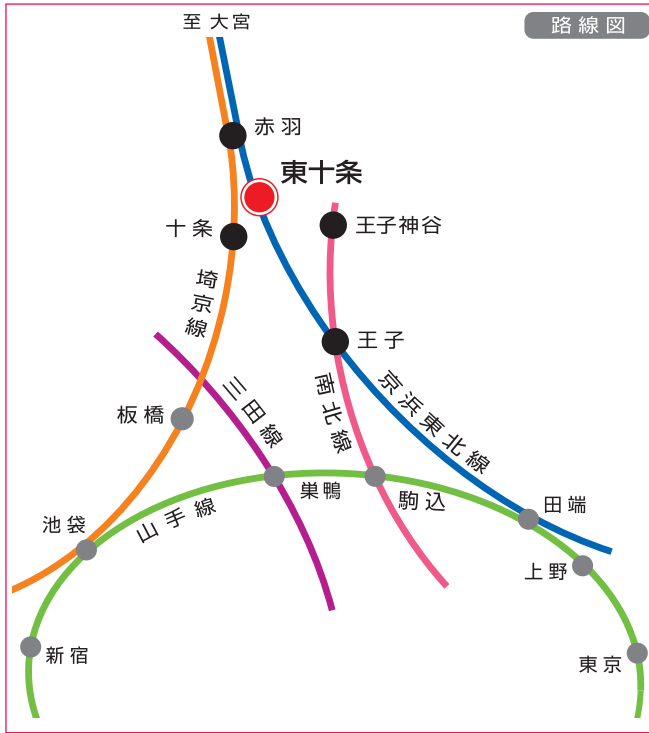 路線図
至 大宮
赤羽
東十条
十条
王子神谷
埼京線
王子
三田線
南北線
京浜東北線
板橋
巣鴨
駒込
田端
池袋
山手線
上野
新宿
東京